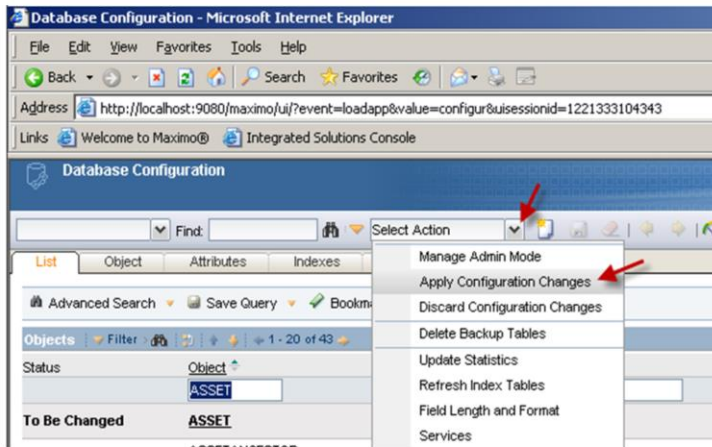 Database Configuration - Microsoft Internet Explorer
File Edit View Favorites Tools Help
Back Search Favorites
Address http://localhost:9080/maximo/ui/?event=loadapp&value=configur&uisessionid=1221333104343
Links Welcome to Maximo® Integrated Solutions Console
Database Configuration
Find: Select Action
List Object Attributes Indexes
Manage Admin Mode
Apply Configuration Changes
Discard Configuration Changes
Delete Backup Tables
Update Statistics
Refresh Index Tables
Field Length and Format
Services
Advanced Search Save Query
Objects Filter 1 - 20 of 43
Status Object
ASSET
To Be Changed ASSET